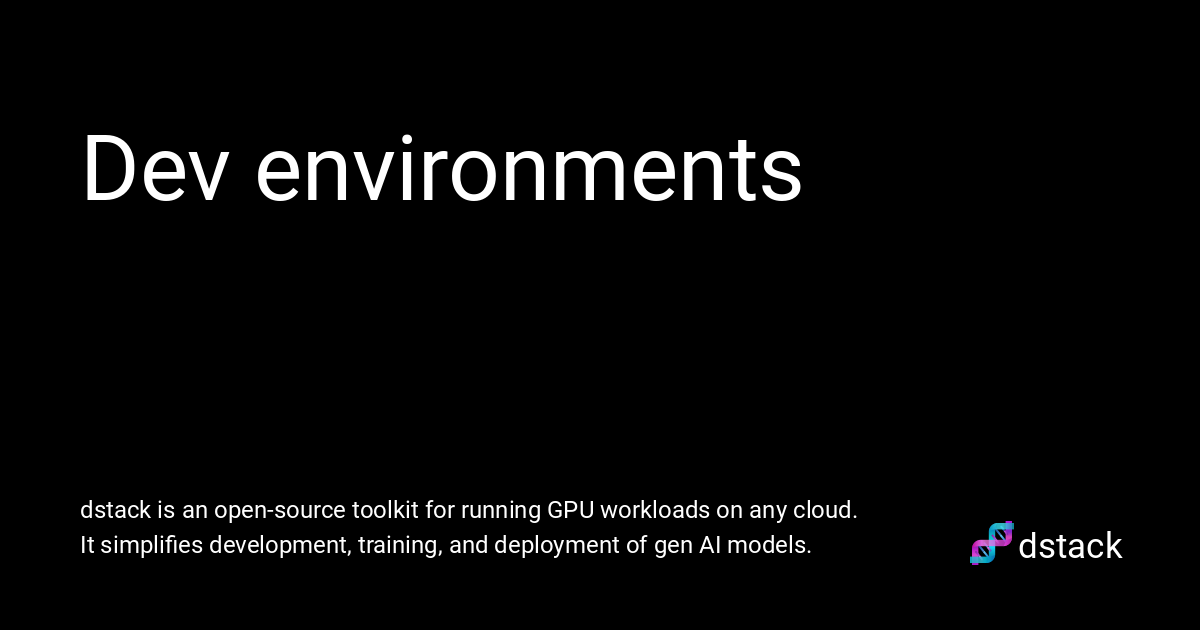 Dev environments
dstack is an open-source toolkit for running GPU workloads on any cloud.
It simplifies development, training, and deployment of gen AI models.
dstack